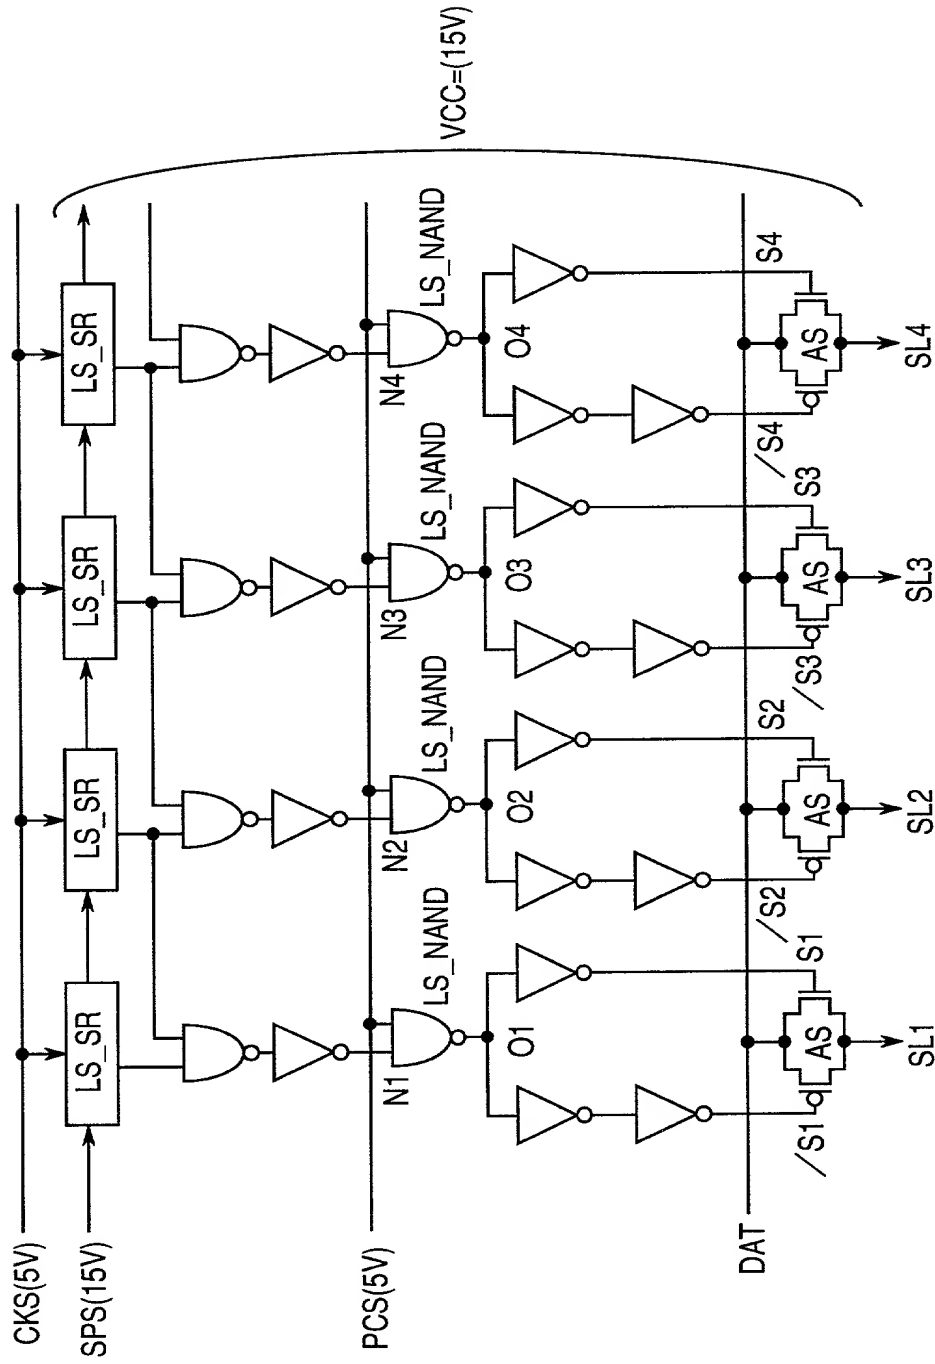 CKS(5V)
SPS(15V)
LS_SR
LS_SR
LS_SR
LS_SR
VCC=(15V)
PCS(5V)
N1
LS_NAND
N2
LS_NAND
N3
LS_NAND
N4
LS_NAND
O1
O2
O3
O4
DAT
/S1
S1
/S2
S2
/S3
S3
/S4
S4
AS
AS
AS
AS
SL1
SL2
SL3
SL4